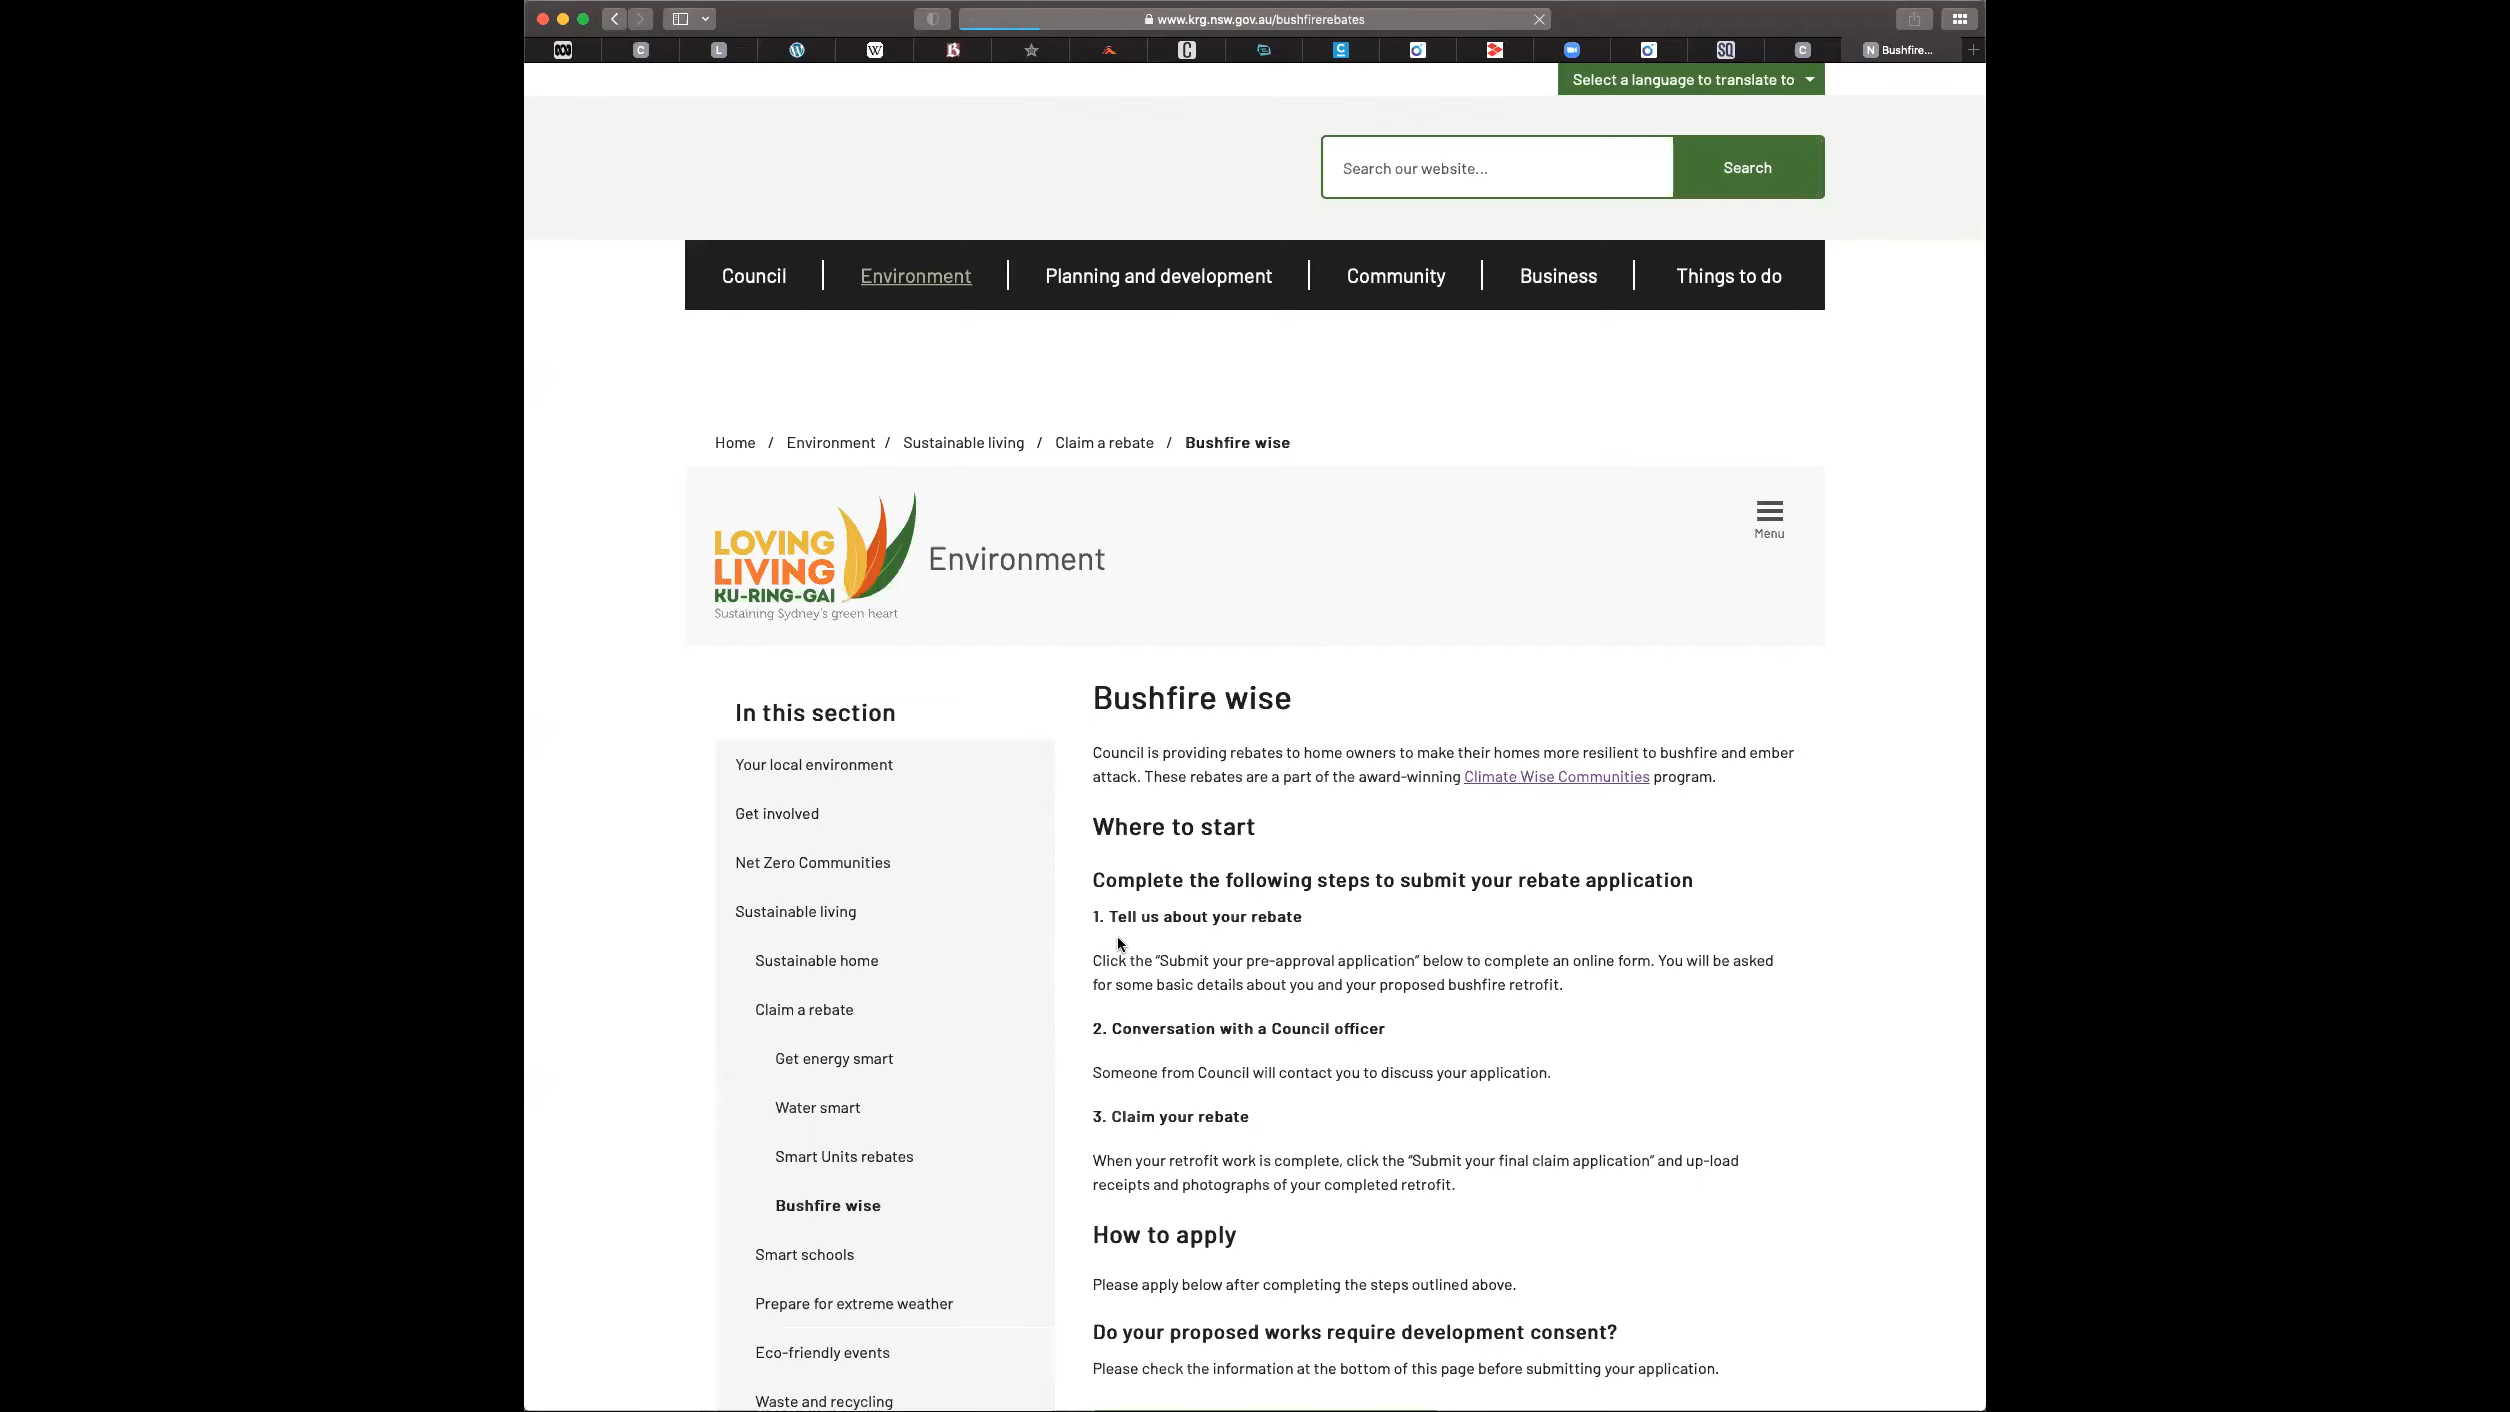 www.krg.nsw.gov.au/bushfirerebates
C
L
W
C
SQ
C
N Bushfire...
Select a language to translate to
Search our website...
Search
Council
Environment
Planning and development
Community
Business
Things to do
Home / Environment / Sustainable living / Claim a rebate / Bushfire wise
LOVING
LIVING
KU-RING-GAI
Sustaining Sydney's green heart
Environment
Menu
In this section
Your local environment
Get involved
Net Zero Communities
Sustainable living
Sustainable home
Claim a rebate
Get energy smart
Water smart
Smart Units rebates
Bushfire wise
Smart schools
Prepare for extreme weather
Eco-friendly events
Waste and recycling
Bushfire wise
Council is providing rebates to home owners to make their homes more resilient to bushfire and ember
attack. These rebates are a part of the award-winning Climate Wise Communities program.
Where to start
Complete the following steps to submit your rebate application
1. Tell us about your rebate
Click the "Submit your pre-approval application" below to complete an online form. You will be asked
for some basic details about you and your proposed bushfire retrofit.
2. Conversation with a Council officer
Someone from Council will contact you to discuss your application.
3. Claim your rebate
When your retrofit work is complete, click the "Submit your final claim application" and up-load
receipts and photographs of your completed retrofit.
How to apply
Please apply below after completing the steps outlined above.
Do your proposed works require development consent?
Please check the information at the bottom of this page before submitting your application.